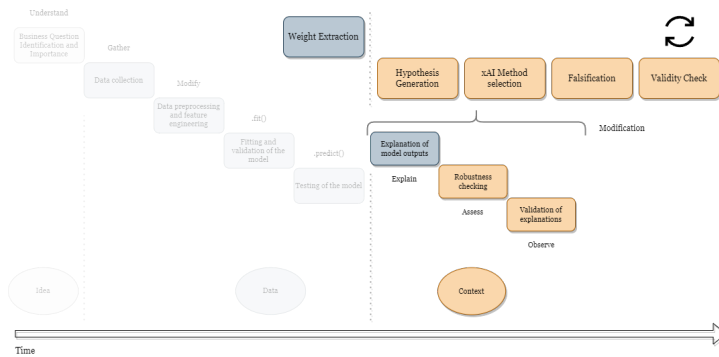 Understand
Business Question
Identification and
Importance
Gather
Data collection
Modify
Data preprocessing
and feature
engineering
.fit()
Fitting and
validation of the
model
.predict()
Testing of the model
Weight Extraction
Hypothesis
Generation
xAI Method
selection
Falsification
Validity Check
Modification
Explanation of
model outputs
Explain
Robustness
checking
Assess
Validation of
explanations
Observe
Idea
Data
Context
Time